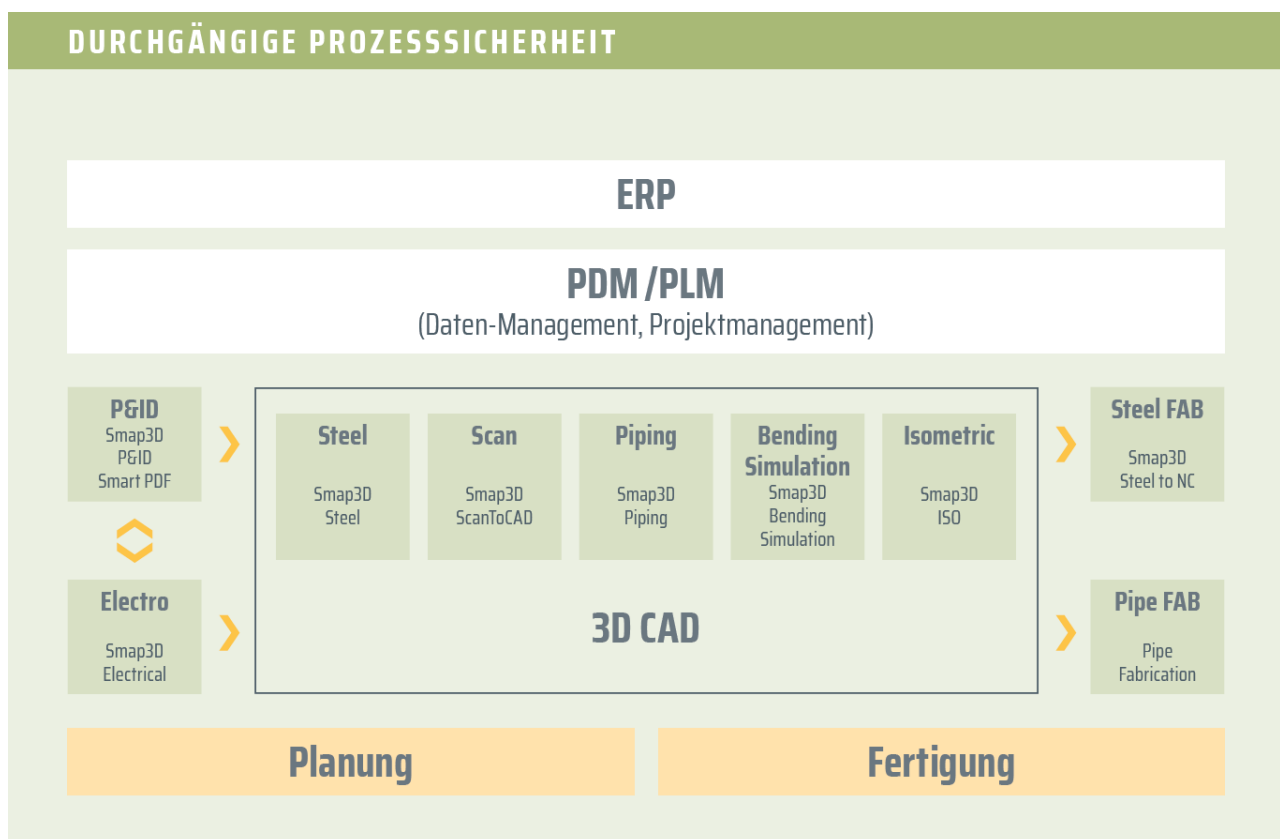 DURCHGÄNGIGE PROZESSSICHERHEIT
ERP
PDM /PLM
(Daten-Management, Projektmanagement)
P&ID
Smap3D
P&ID
Smart PDF
Electro
Smap3D
Electrical
Steel
Smap3D
Steel
Scan
Smap3D
ScanToCAD
Piping
Smap3D
Piping
Bending
Simulation
Smap3D
Bending
Simulation
Isometric
Smap3D
ISO
3D CAD
Steel FAB
Smap3D
Steel to NC
Pipe FAB
Pipe
Fabrication
Planung
Fertigung